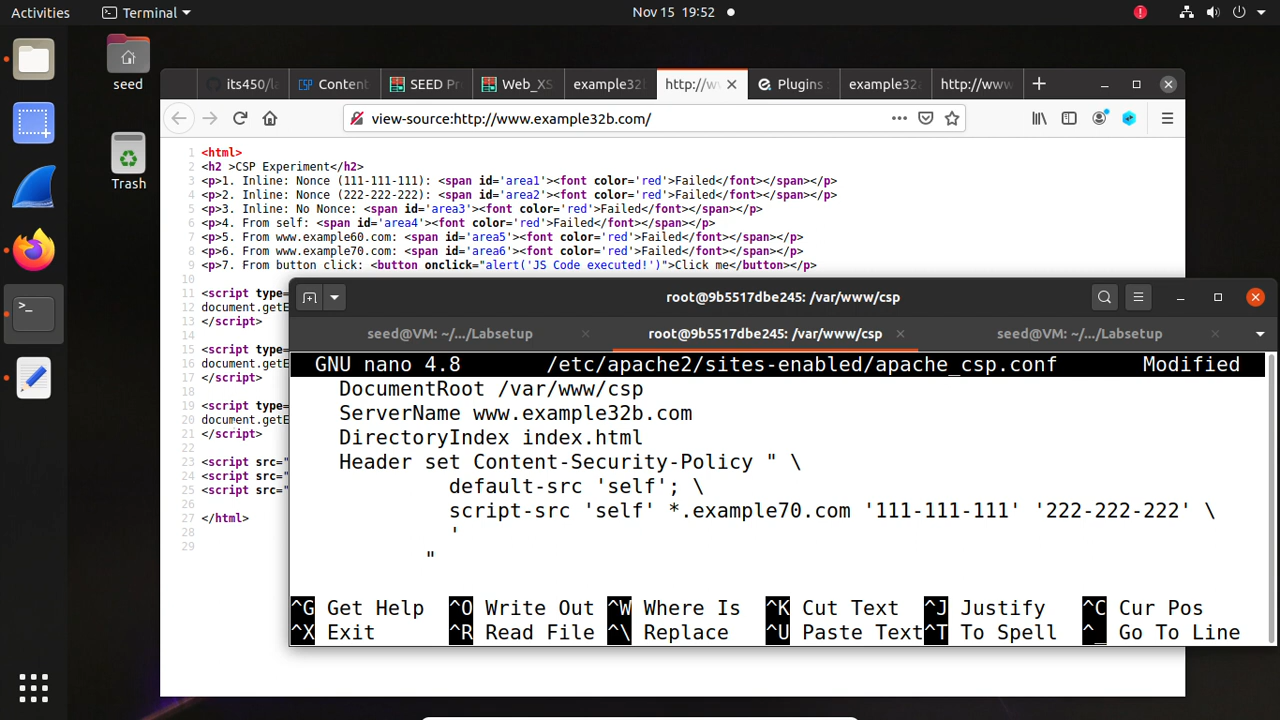 Activities
Terminal
Nov 15 19:52
seed
Trash
its450/la
Content
SEED Pr
Web_XS
example32
http://ww
Plugins
example32
http://www
view-source:http://www.example32b.com/
1 <html>
2 <h2 >CSP Experiment</h2>
3 <p>1. Inline: Nonce (111-111-111): <span id='area1'><font color='red'>Failed</font></span></p>
4 <p>2. Inline: Nonce (222-222-222): <span id='area2'><font color='red'>Failed</font></span></p>
5 <p>3. Inline: No Nonce: <span id='area3'><font color='red'>Failed</font></span></p>
6 <p>4. From self: <span id='area4'><font color='red'>Failed</font></span></p>
7 <p>5. From www.example60.com: <span id='area5'><font color='red'>Failed</font></span></p>
8 <p>6. From www.example70.com: <span id='area6'><font color='red'>Failed</font></span></p>
9 <p>7. From button click: <button onclick="alert('JS Code executed!')">Click me</button></p>
10
11 <script type=
12 document.getE
13 </script>
14
15 <script type=
16 document.getE
17 </script>
18
19 <script type=
20 document.getE
21 </script>
22
23 <script src="
24 <script src="
25 <script src="
26
27 </html>
28
29
root@9b5517dbe245: /var/www/csp
seed@VM: ~/.../Labsetup
root@9b5517dbe245: /var/www/csp
seed@VM: ~/.../Labsetup
GNU nano 4.8 /etc/apache2/sites-enabled/apache_csp.conf Modified
DocumentRoot /var/www/csp
ServerName www.example32b.com
DirectoryIndex index.html
Header set Content-Security-Policy " \
default-src 'self'; \
script-src 'self' *.example70.com '111-111-111' '222-222-222' \
'
"
^G Get Help ^O Write Out ^W Where Is ^K Cut Text ^J Justify ^C Cur Pos
^X Exit ^R Read File ^\ Replace ^U Paste Text ^T To Spell ^_ Go To Line